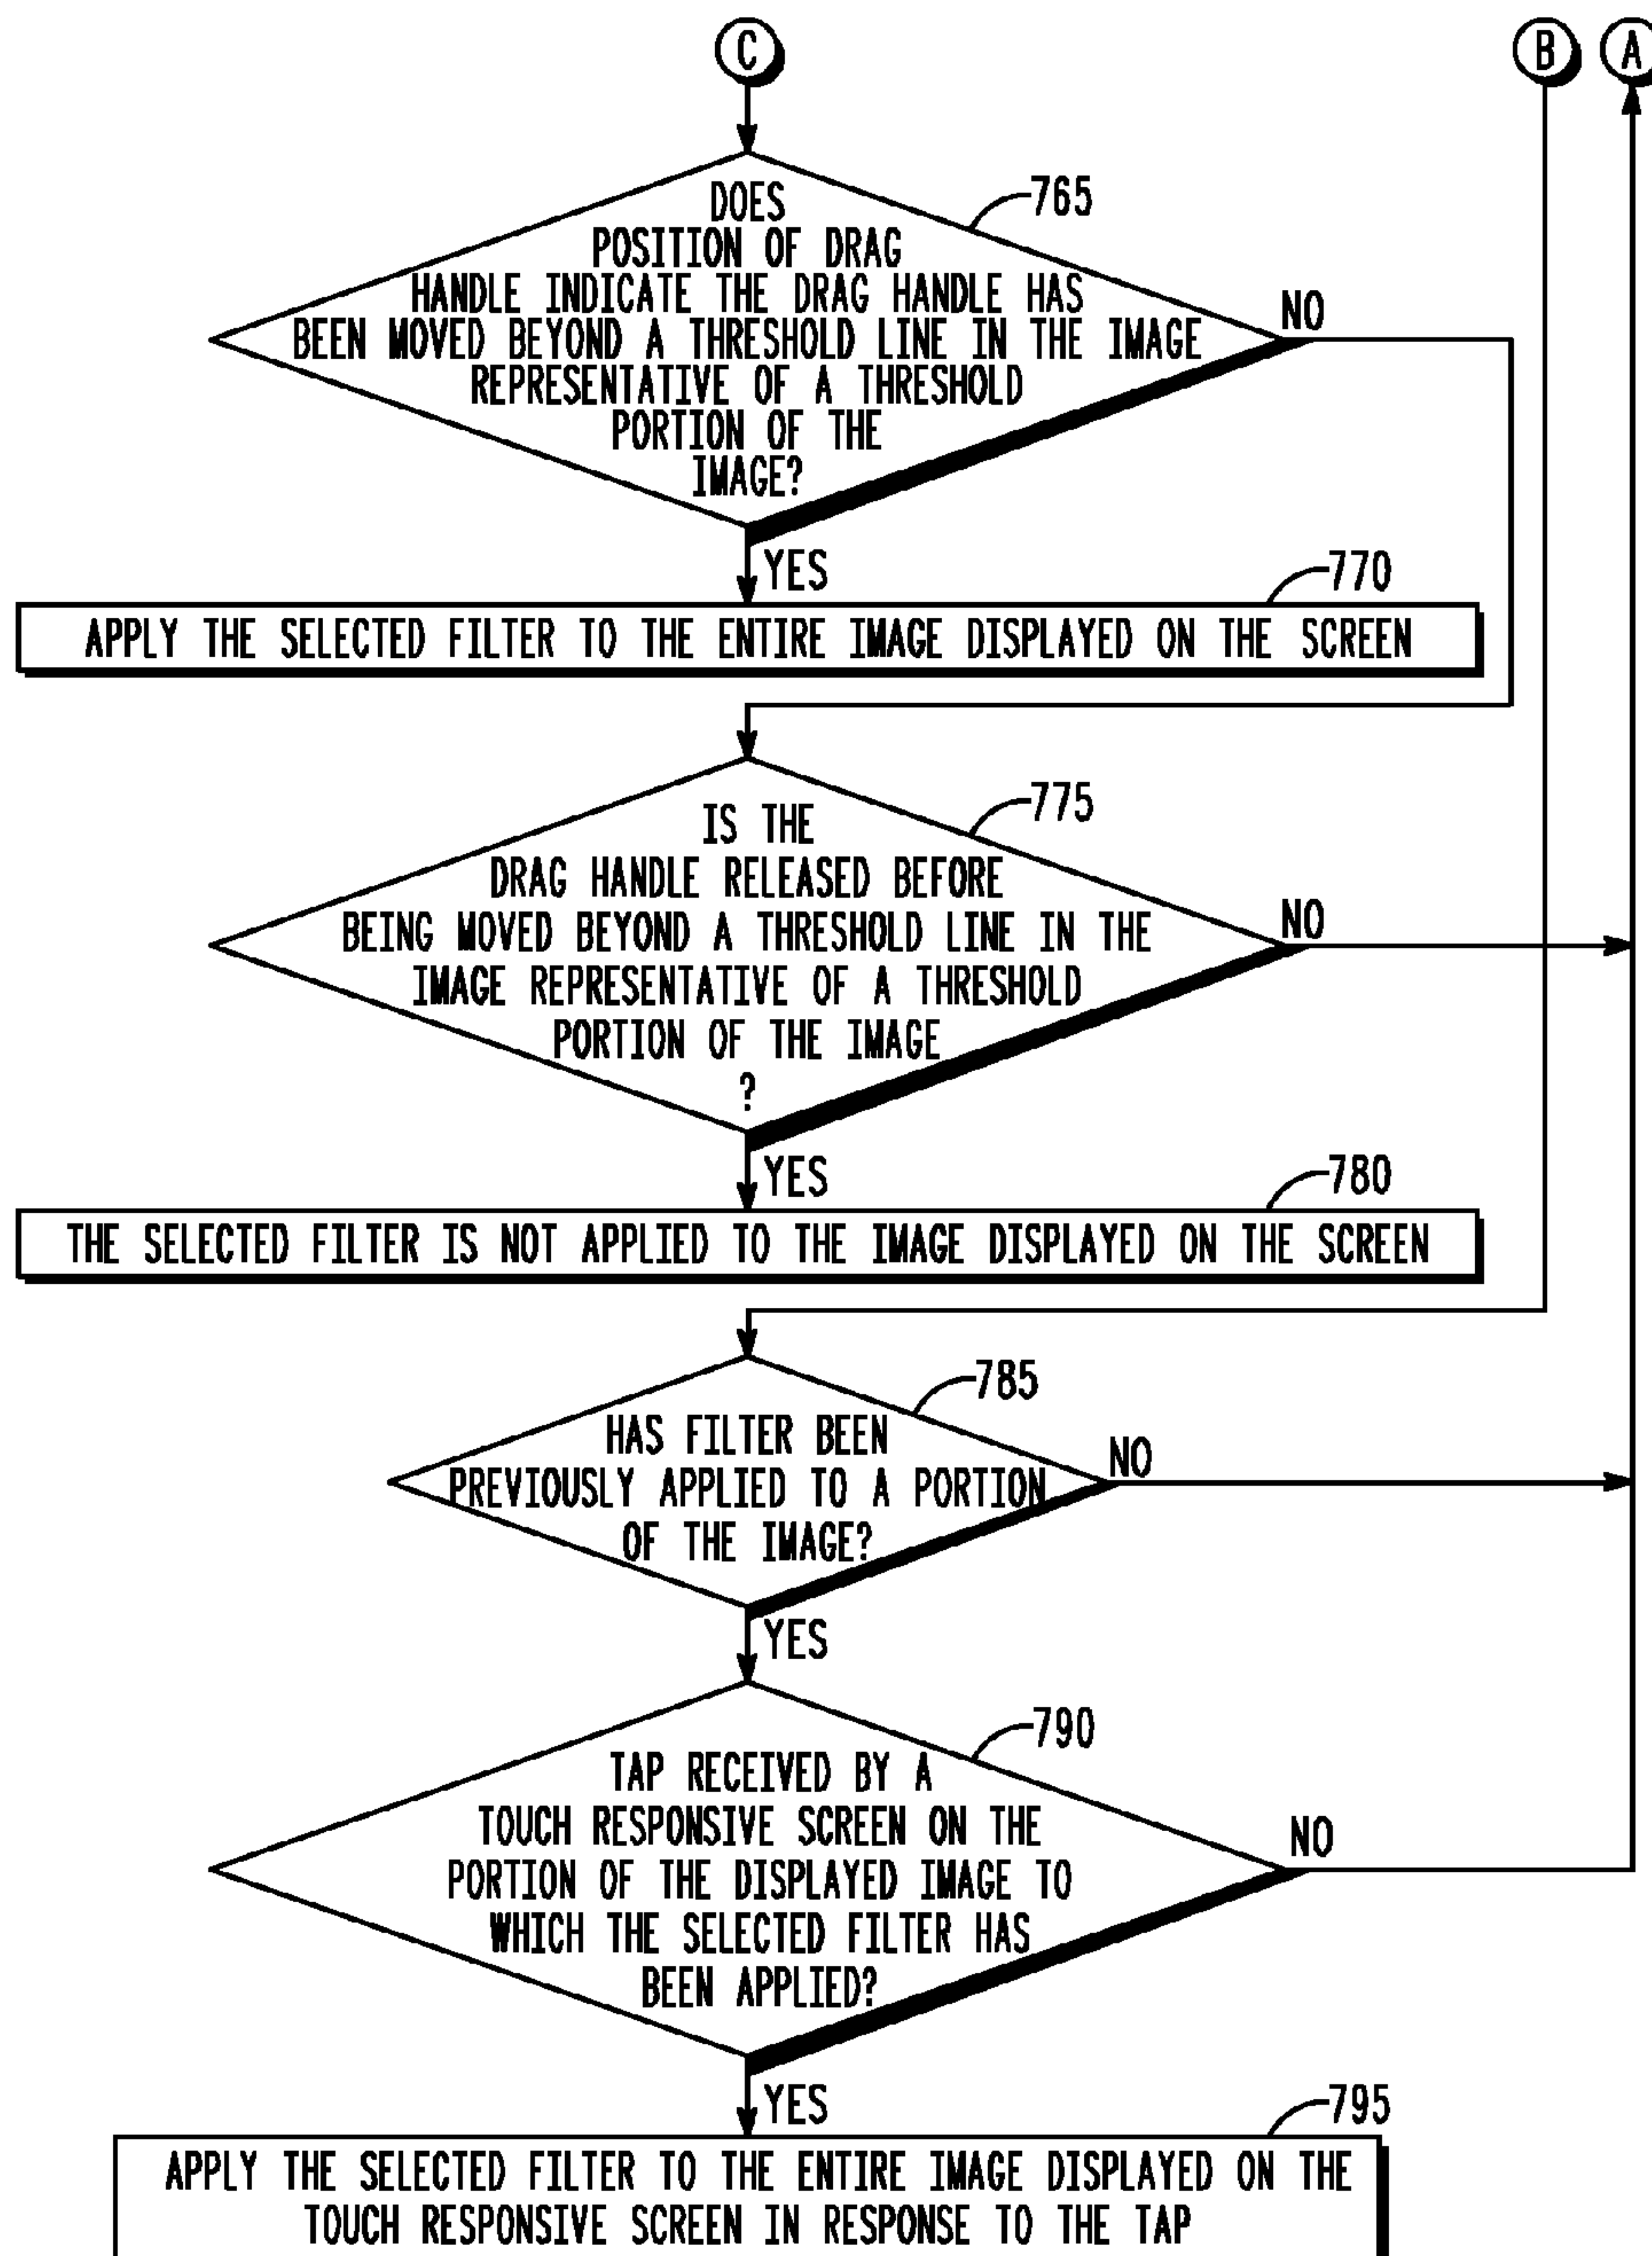 C
B
A
DOES
POSITION OF DRAG
HANDLE INDICATE THE DRAG HANDLE HAS
BEEN MOVED BEYOND A THRESHOLD LINE IN THE IMAGE
REPRESENTATIVE OF A THRESHOLD
PORTION OF THE
IMAGE?
765
NO
YES
770
APPLY THE SELECTED FILTER TO THE ENTIRE IMAGE DISPLAYED ON THE SCREEN
775
IS THE
DRAG HANDLE RELEASED BEFORE
BEING MOVED BEYOND A THRESHOLD LINE IN THE
IMAGE REPRESENTATIVE OF A THRESHOLD
PORTION OF THE IMAGE
?
NO
YES
780
THE SELECTED FILTER IS NOT APPLIED TO THE IMAGE DISPLAYED ON THE SCREEN
785
HAS FILTER BEEN
PREVIOUSLY APPLIED TO A PORTION
OF THE IMAGE?
NO
YES
790
TAP RECEIVED BY A
TOUCH RESPONSIVE SCREEN ON THE
PORTION OF THE DISPLAYED IMAGE TO
WHICH THE SELECTED FILTER HAS
BEEN APPLIED?
NO
YES
795
APPLY THE SELECTED FILTER TO THE ENTIRE IMAGE DISPLAYED ON THE
TOUCH RESPONSIVE SCREEN IN RESPONSE TO THE TAP